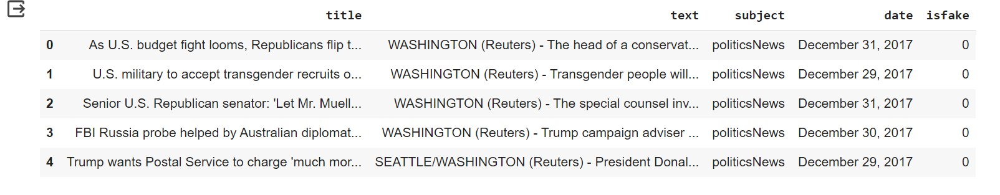 title text subject date isfake
0 As U.S. budget fight looms, Republicans flip t... WASHINGTON (Reuters) - The head of a conservat... politicsNews December 31, 2017 0
1 U.S. military to accept transgender recruits o... WASHINGTON (Reuters) - Transgender people will... politicsNews December 29, 2017 0
2 Senior U.S. Republican senator: 'Let Mr. Muell... WASHINGTON (Reuters) - The special counsel inv... politicsNews December 31, 2017 0
3 FBI Russia probe helped by Australian diplomat... WASHINGTON (Reuters) - Trump campaign adviser ... politicsNews December 30, 2017 0
4 Trump wants Postal Service to charge 'much mor... SEATTLE/WASHINGTON (Reuters) - President Donal... politicsNews December 29, 2017 0